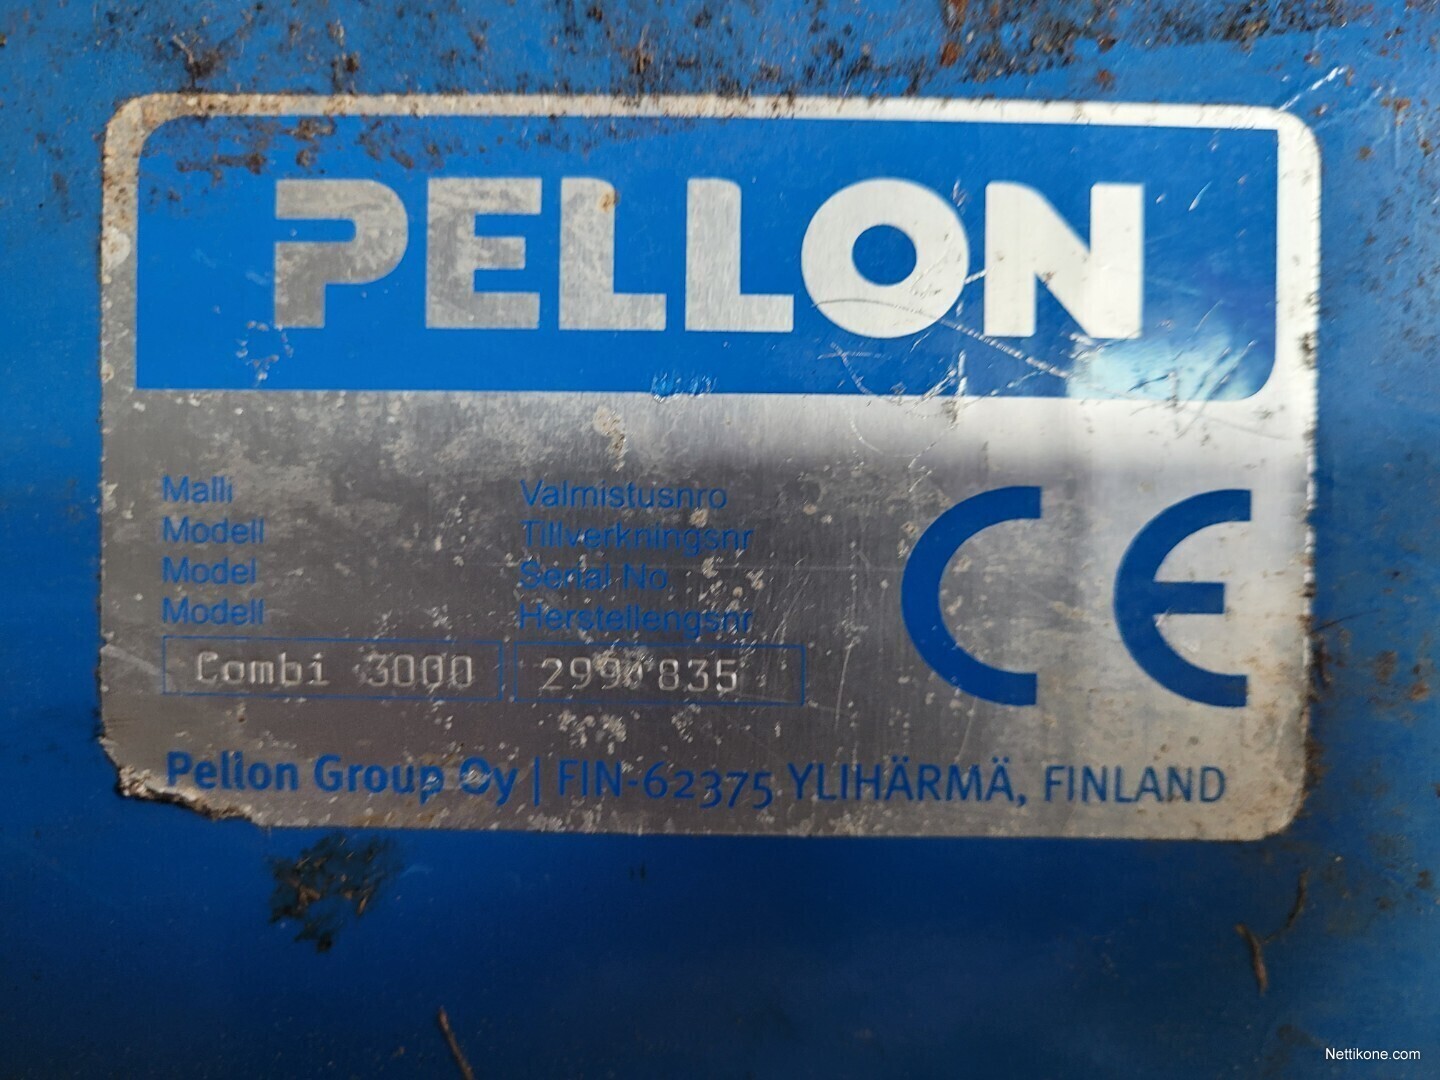 PELLON
Malli
Modell
Model
Modell
Valmistusnro
Tillverkningsnr
Serial No.
Herstellengsnr
Combi 3000
CE
Pellon Group Oy | FIN-62375 YLIHÄRMÄ, FINLAND
Nettikone.com